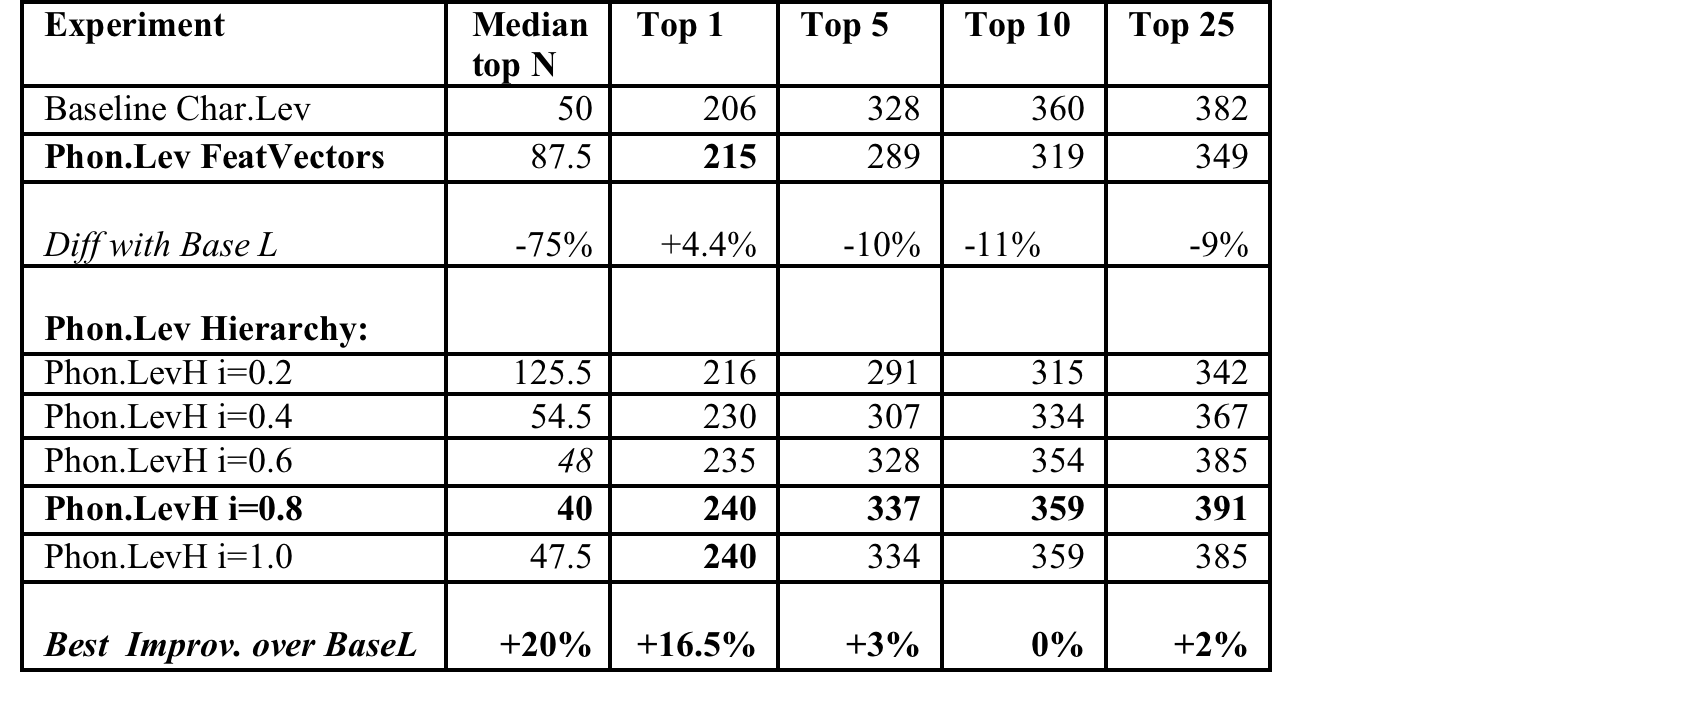 Experiment Median top N Top 1 Top 5 Top 10 Top 25
Baseline Char.Lev 50 206 328 360 382
Phon.Lev FeatVectors 87.5 215 289 319 349
Diff with Base L -75% +4.4% -10% -11% -9%
Phon.Lev Hierarchy:
Phon.LevH i=0.2 125.5 216 291 315 342
Phon.LevH i=0.4 54.5 230 307 334 367
Phon.LevH i=0.6 48 235 328 354 385
Phon.LevH i=0.8 40 240 337 359 391
Phon.LevH i=1.0 47.5 240 334 359 385
Best Improv. over BaseL +20% +16.5% +3% 0% +2%